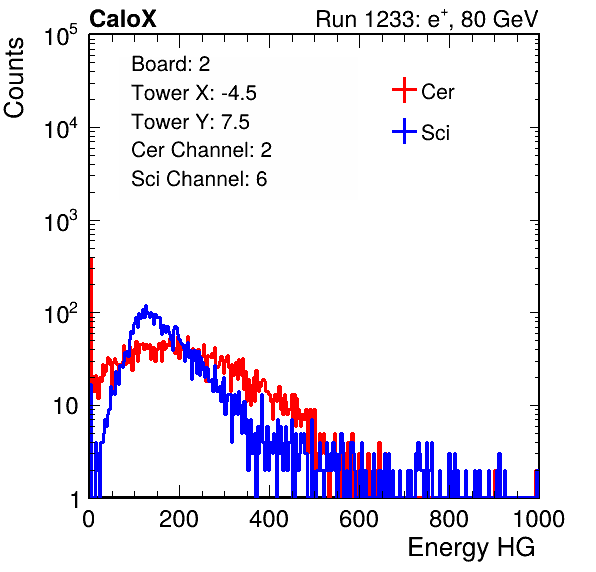 CaloX Run 1233: e⁺, 80 GeV
Counts
Board: 2
Tower X: -4.5
Tower Y: 7.5
Cer Channel: 2
Sci Channel: 6
Cer
Sci
10⁵
10⁴
10³
10²
10
1
0 200 400 600 800 1000
Energy HG